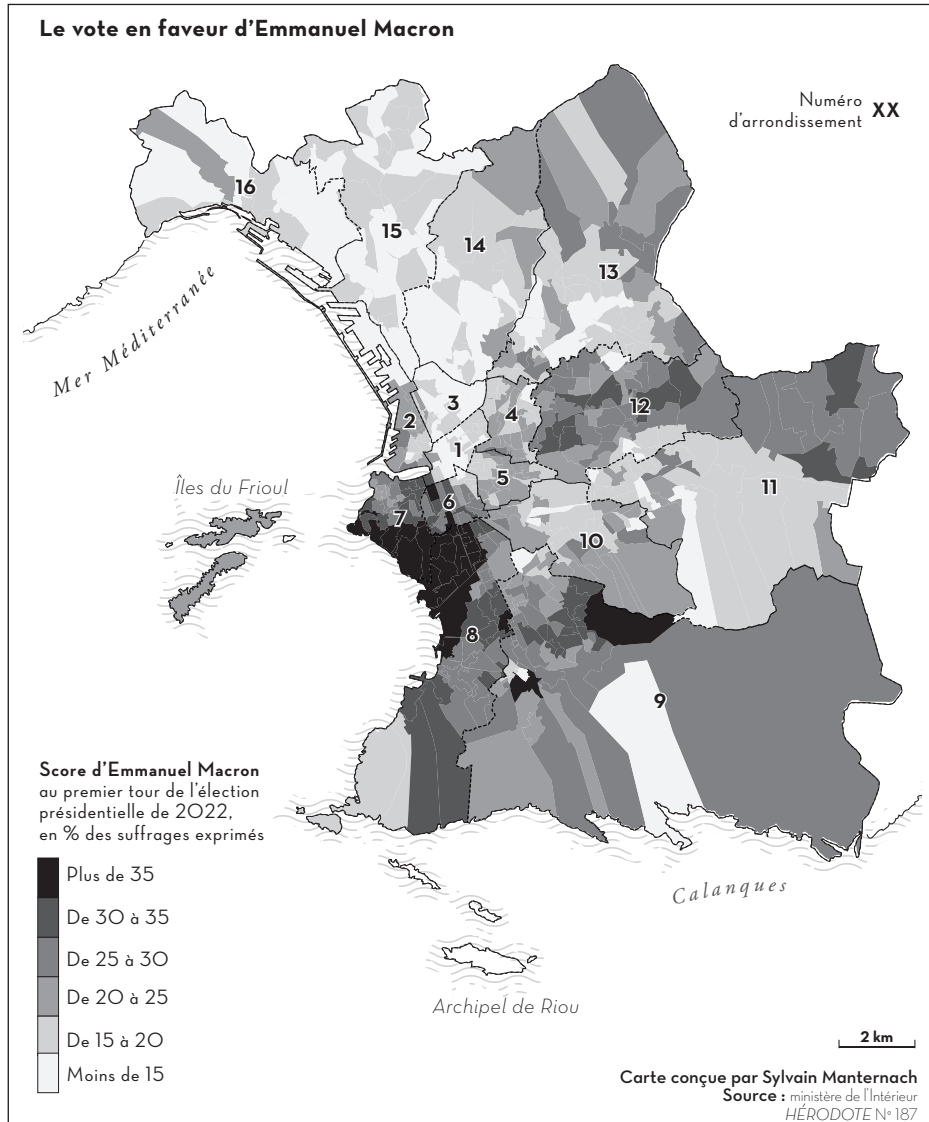 Le vote en faveur d'Emmanuel Macron
Numéro
d'arrondissement XX
16
15
14
13
Mer Méditerranée
3
4
12
2
1
5
11
Îles du Frioul
6
7
10
8
9
Score d'Emmanuel Macron
au premier tour de l'élection
présidentielle de 2022,
en % des suffrages exprimés
Plus de 35
De 30 à 35
De 25 à 30
De 20 à 25
De 15 à 20
Moins de 15
Calanques
Archipel de Riou
2 km
Carte conçue par Sylvain Manternach
Source : ministère de l'Intérieur
HÉRODOTE N° 187